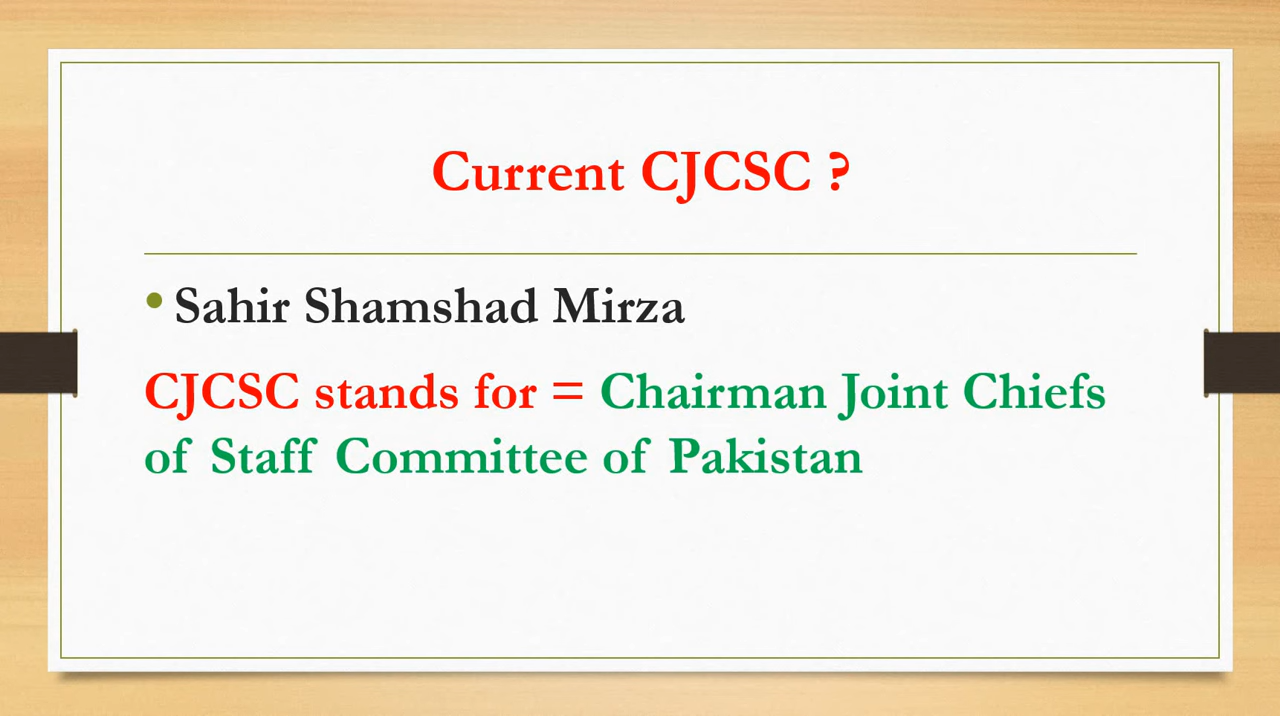 Current CJCSC ?
• Sahir Shamshad Mirza
CJCSC stands for = Chairman Joint Chiefs
of Staff Committee of Pakistan